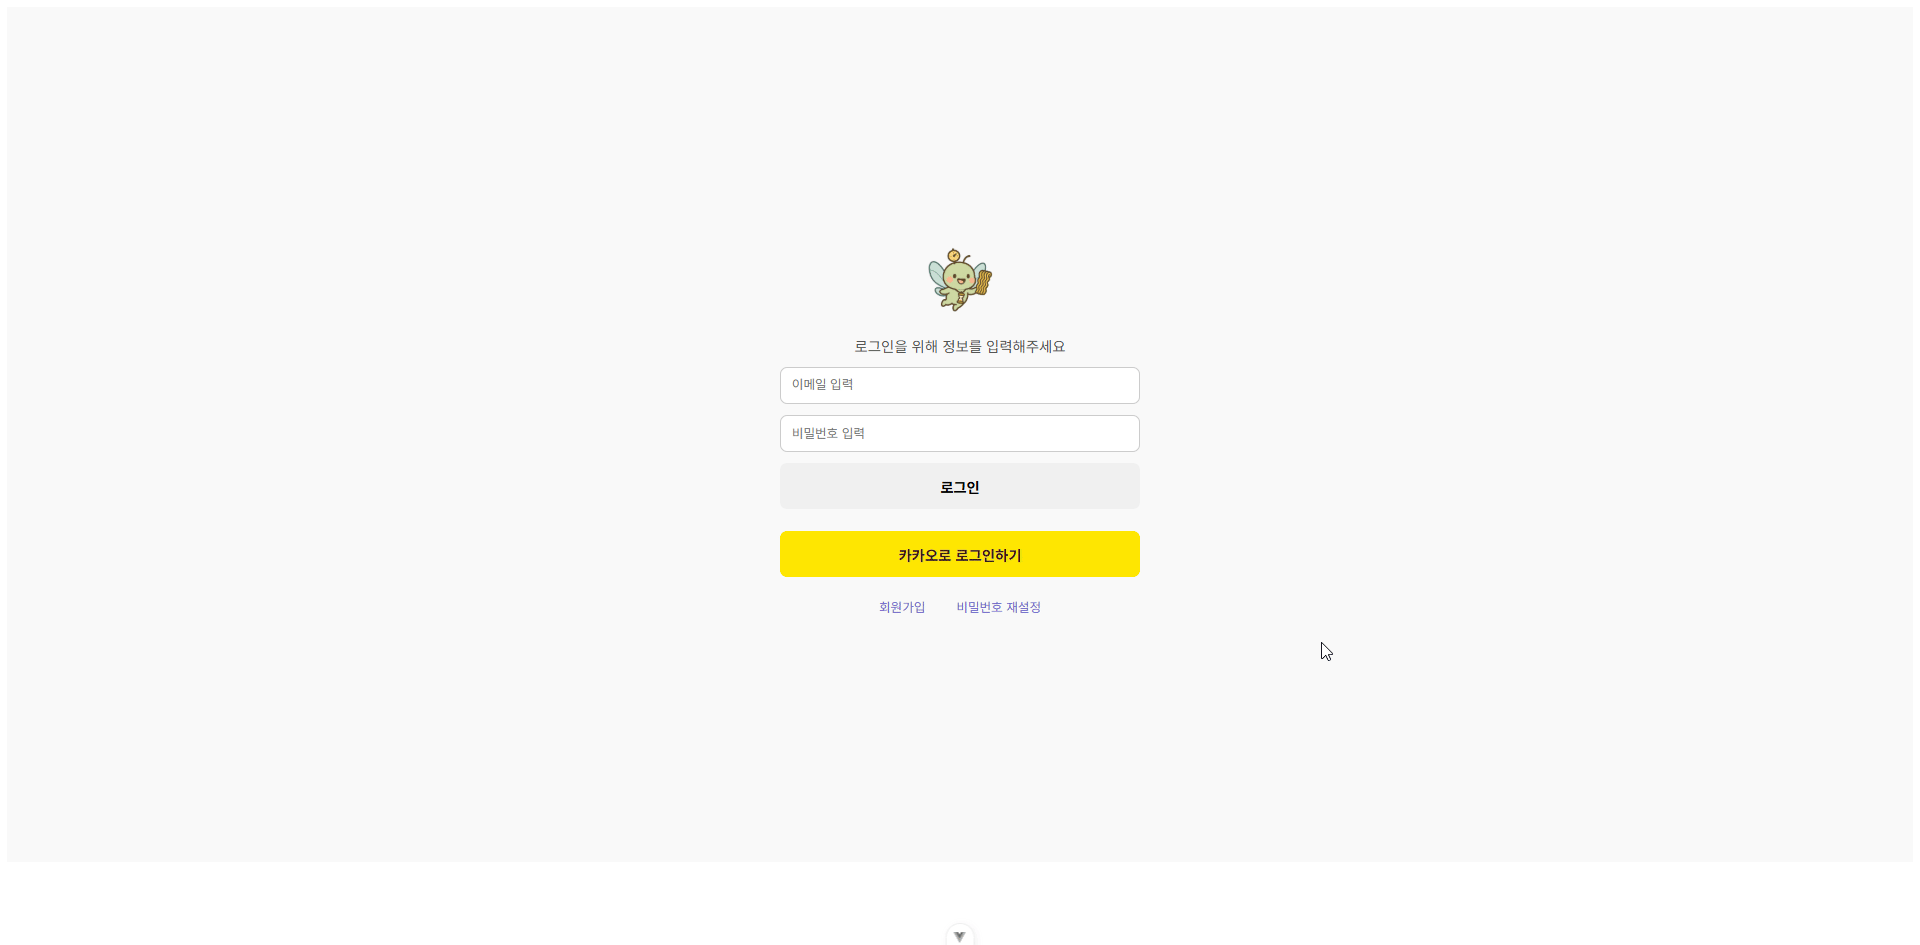 로그인을 위해 정보를 입력해주세요
이메일 입력
비밀번호 입력
로그인
카카오로 로그인하기
회원가입 비밀번호 재설정